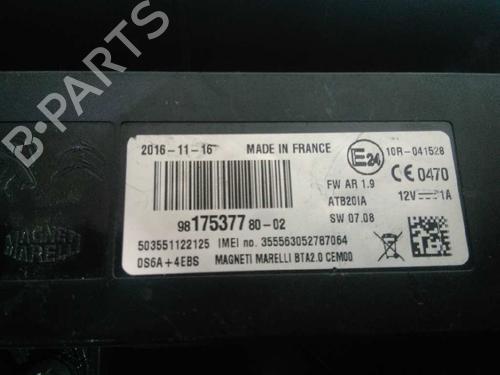 2016-11-16
MADE IN FRANCE
E24
10R-041528
CE 0470
FW AR 1.9
ATB20IA
12V 1A
SW 07.08
98 175377 80-02
503551122125
IMEI no. 355563052787064
0S6A+4EBS
MAGNETI MARELLI BTA2.0 CEM00
MAGNETI
MARELLI
B-PARTS